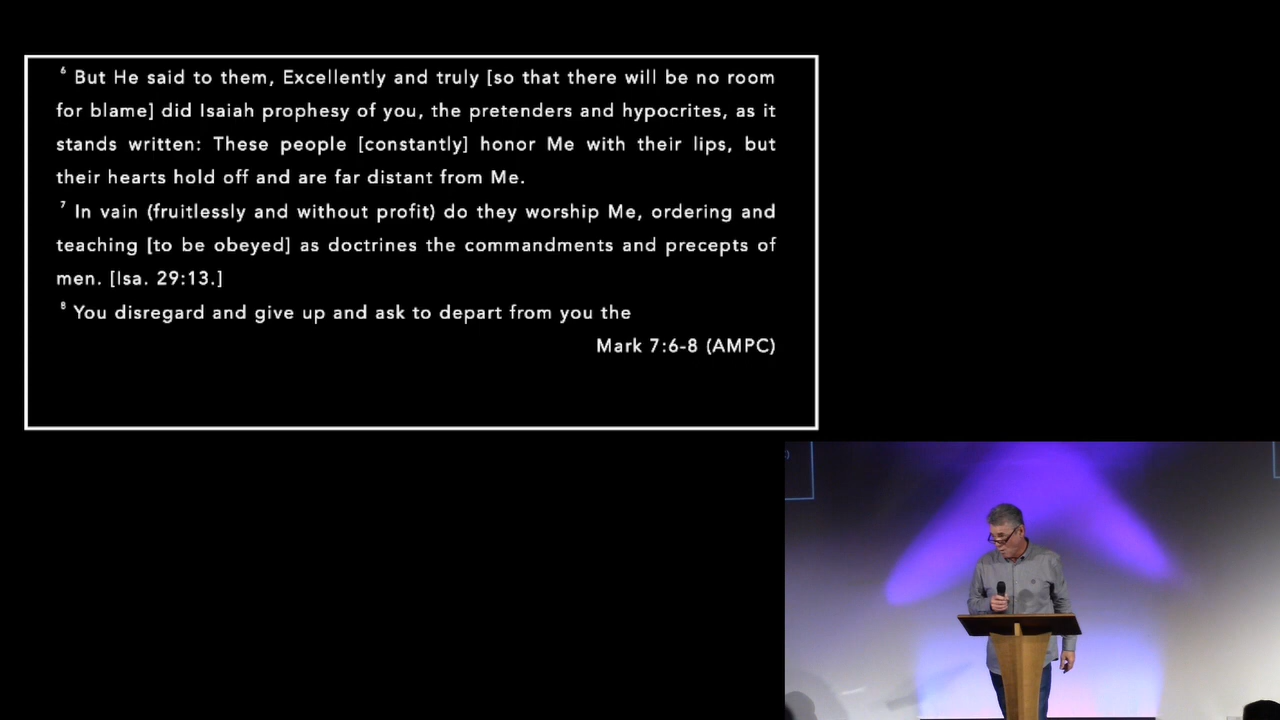 ⁶ But He said to them, Excellently and truly [so that there will be no room
for blame] did Isaiah prophesy of you, the pretenders and hypocrites, as it
stands written: These people [constantly] honor Me with their lips, but
their hearts hold off and are far distant from Me.
⁷ In vain (fruitlessly and without profit) do they worship Me, ordering and
teaching [to be obeyed] as doctrines the commandments and precepts of
men. [Isa. 29:13.]
⁸ You disregard and give up and ask to depart from you the
Mark 7:6-8 (AMPC)